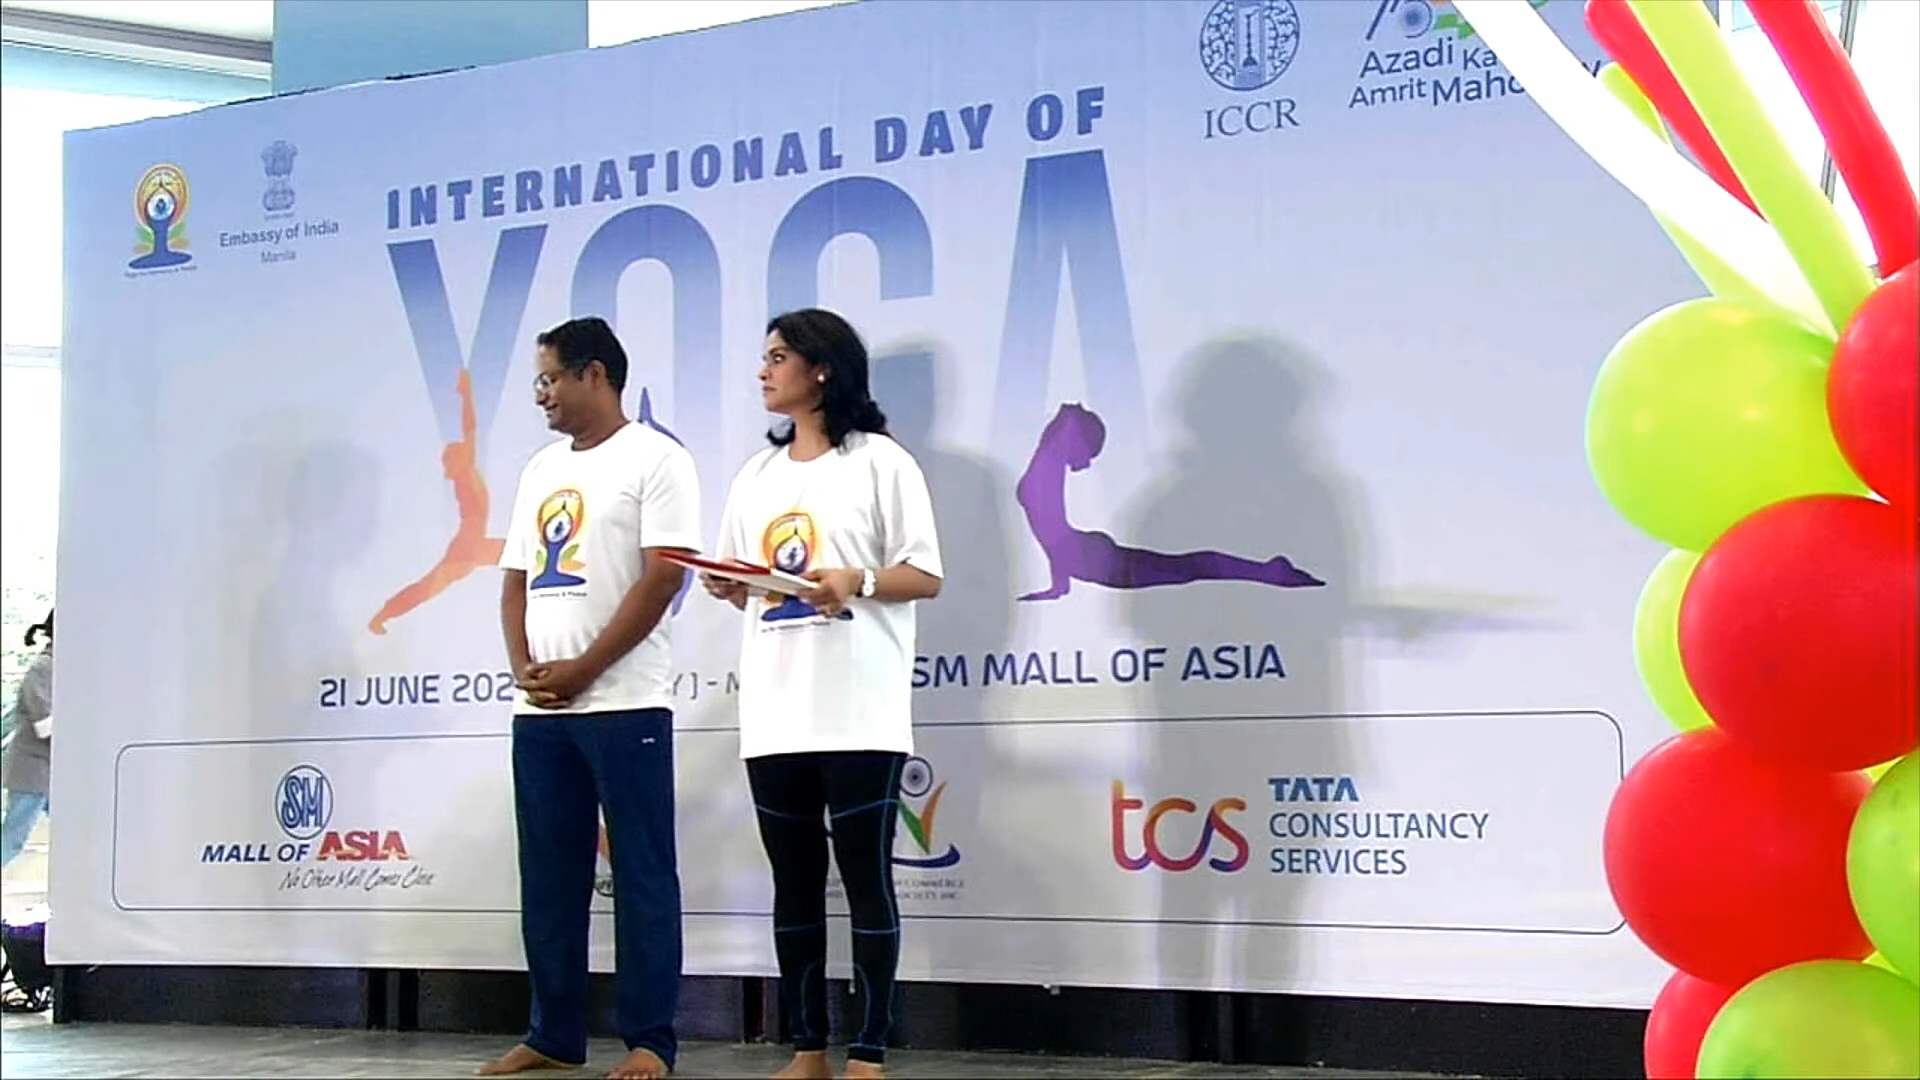 INTERNATIONAL DAY OF
YOGA
Embassy of India
Manila
ICCR
Azadi Ka
Amrit
21 JUNE 202
SM MALL OF ASIA
SM
MALL OF ASIA
No Other Mall Comes Close
tcs
TATA
CONSULTANCY
SERVICES